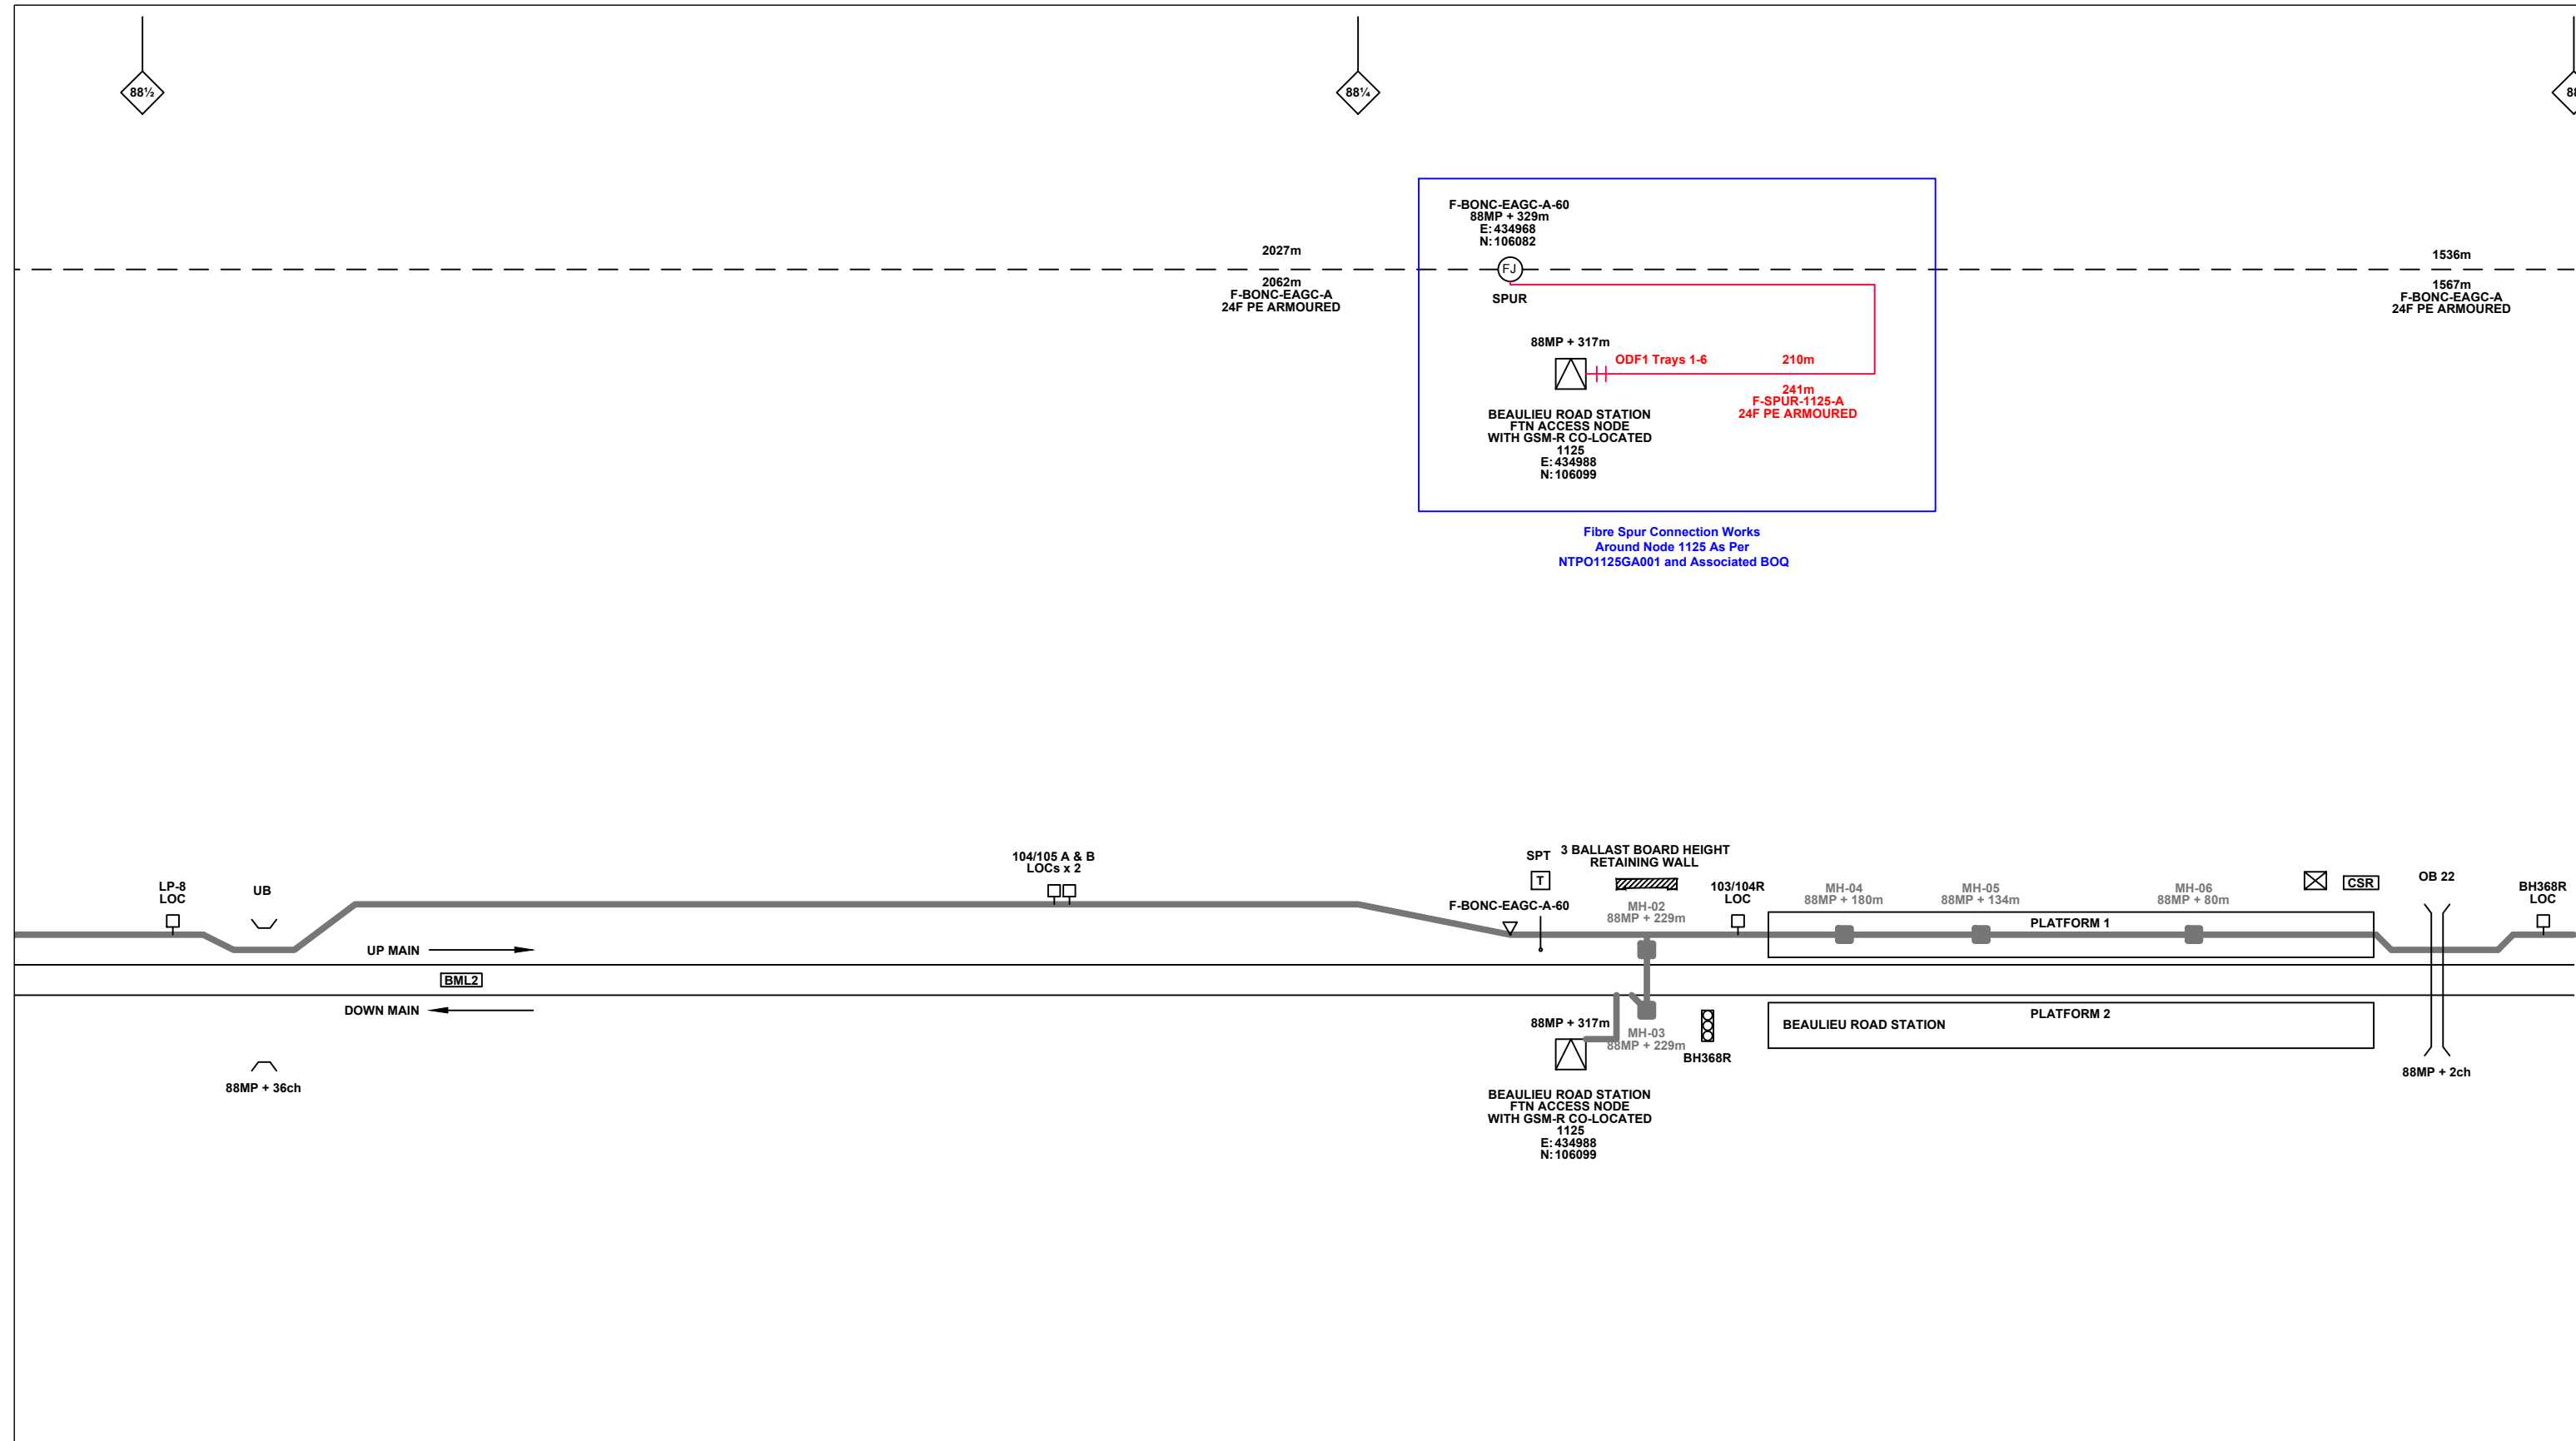 88½
88¼
88
F-BONC-EAGC-A-60
88MP + 329m
E: 434968
N: 106082
FJ
SPUR
2027m
2062m
F-BONC-EAGC-A
24F PE ARMOURED
1536m
1567m
F-BONC-EAGC-A
24F PE ARMOURED
88MP + 317m
ODF1 Trays 1-6
210m
241m
F-SPUR-1125-A
24F PE ARMOURED
BEAULIEU ROAD STATION
FTN ACCESS NODE
WITH GSM-R CO-LOCATED
1125
E: 434988
N: 106099
Fibre Spur Connection Works
Around Node 1125 As Per
NTPO1125GA001 and Associated BOQ
LP-8
LOC
UB
104/105 A & B
LOCs x 2
SPT
T
3 BALLAST BOARD HEIGHT
RETAINING WALL
F-BONC-EAGC-A-60
MH-02
88MP + 229m
103/104R
LOC
MH-04
88MP + 180m
MH-05
88MP + 134m
MH-06
88MP + 80m
CSR
OB 22
BH368R
LOC
PLATFORM 1
UP MAIN
BML2
DOWN MAIN
88MP + 36ch
88MP + 317m
MH-03
88MP + 229m
BH368R
BEAULIEU ROAD STATION
PLATFORM 2
88MP + 2ch
BEAULIEU ROAD STATION
FTN ACCESS NODE
WITH GSM-R CO-LOCATED
1125
E: 434988
N: 106099